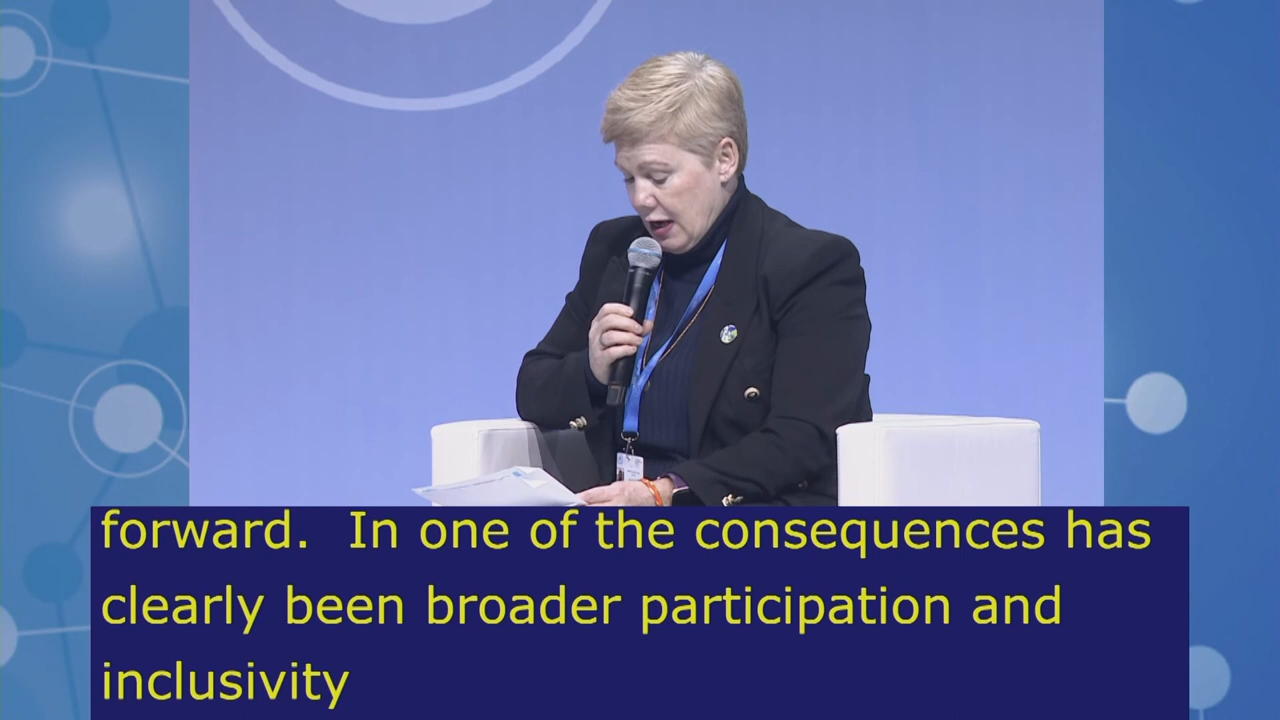 forward.  In one of the consequences has
clearly been broader participation and
inclusivity